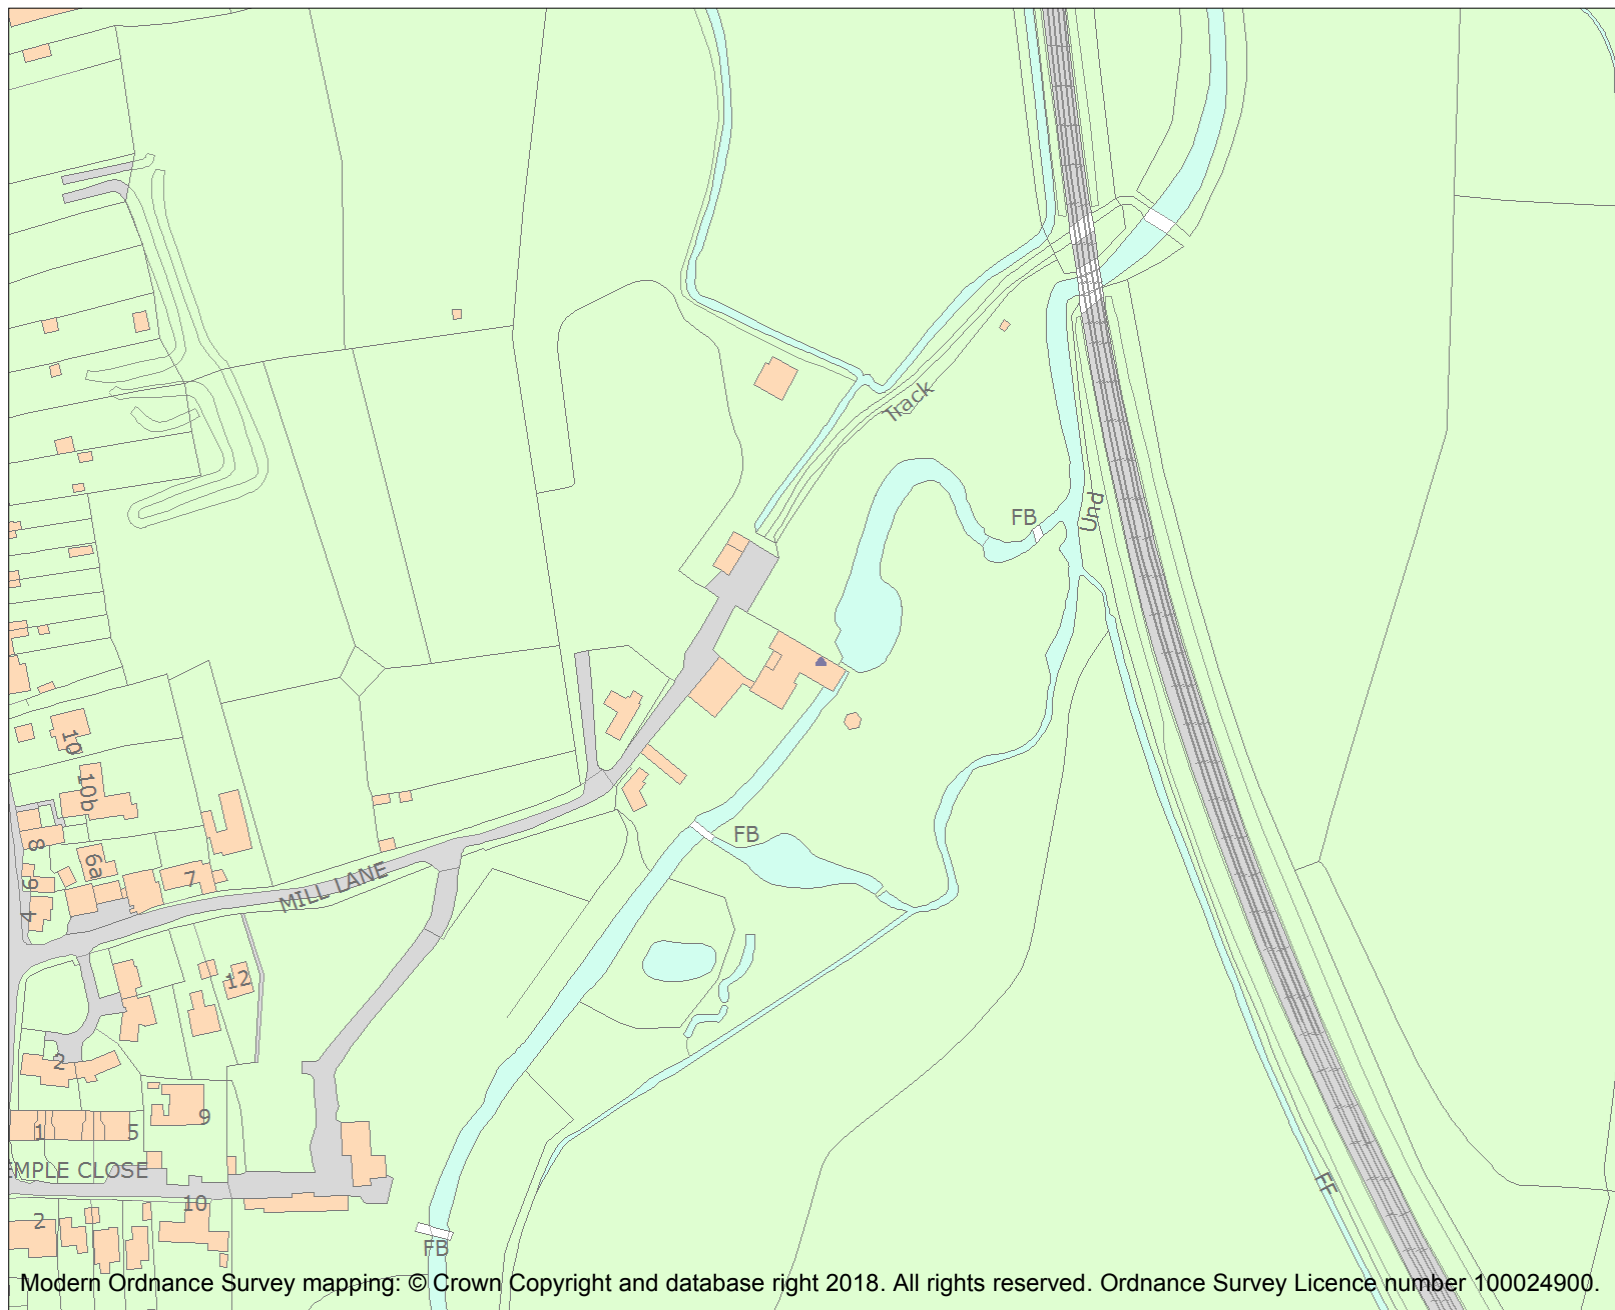 Track
FB
Und
10
10b
FB
8
6a
7
6
MILL LANE
4
12
2
9
1
5
EMPLE CLOSE
FF
10
2
FB
Modern Ordnance Survey mapping: © Crown Copyright and database right 2018. All rights reserved. Ordnance Survey Licence number 100024900.